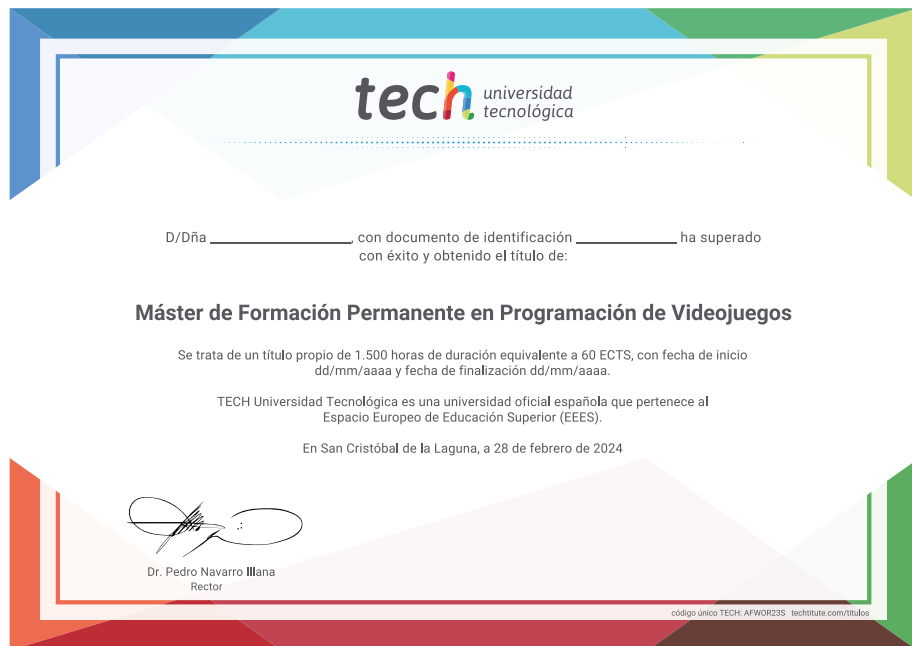 tech universidad
tecnológica
D/Dña ____________, con documento de identificación ____________ ha superado
con éxito y obtenido el título de:
Máster de Formación Permanente en Programación de Videojuegos
Se trata de un título propio de 1.500 horas de duración equivalente a 60 ECTS, con fecha de inicio
dd/mm/aaaa y fecha de finalización dd/mm/aaaa.
TECH Universidad Tecnológica es una universidad oficial española que pertenece al
Espacio Europeo de Educación Superior (EEES).
En San Cristóbal de la Laguna, a 28 de febrero de 2024
Dr. Pedro Navarro Illana
Rector
código único TECH: AFWOR23S techtitute.com/titulos